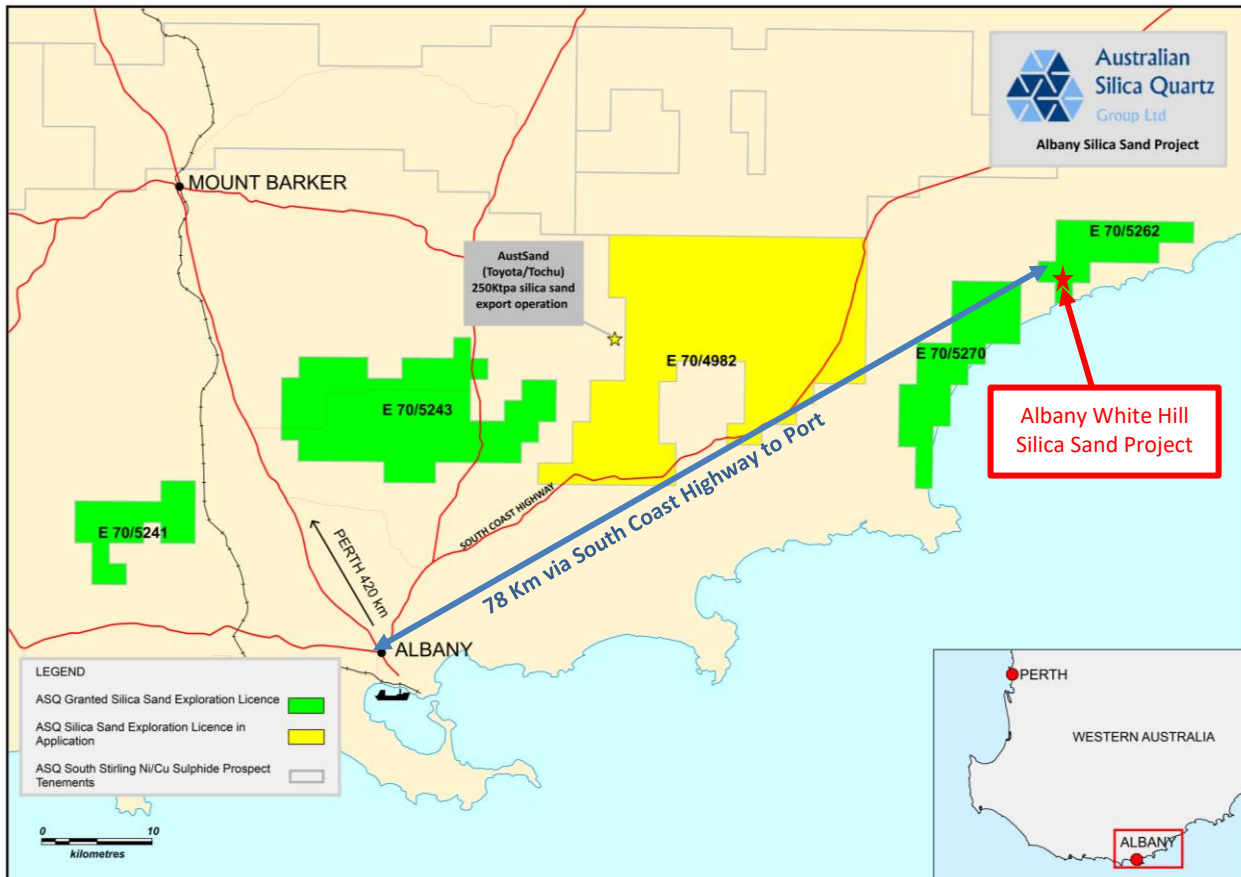 Australian
Silica Quartz
Group Ltd
Albany Silica Sand Project
MOUNT BARKER
E 70/5262
AustSand
(Toyota/Tochu)
250Ktpa silica sand
export operation
E 70/4982
E 70/5270
E 70/5243
Albany White Hill
Silica Sand Project
78 Km via South Coast Highway to Port
SOUTH COAST HIGHWAY
E 70/5241
PERTH 420 km
ALBANY
LEGEND
ASQ Granted Silica Sand Exploration Licence
ASQ Silica Sand Exploration Licence in
Application
ASQ South Stirling Ni/Cu Sulphide Prospect
Tenements
0 10
kilometres
PERTH
WESTERN AUSTRALIA
ALBANY